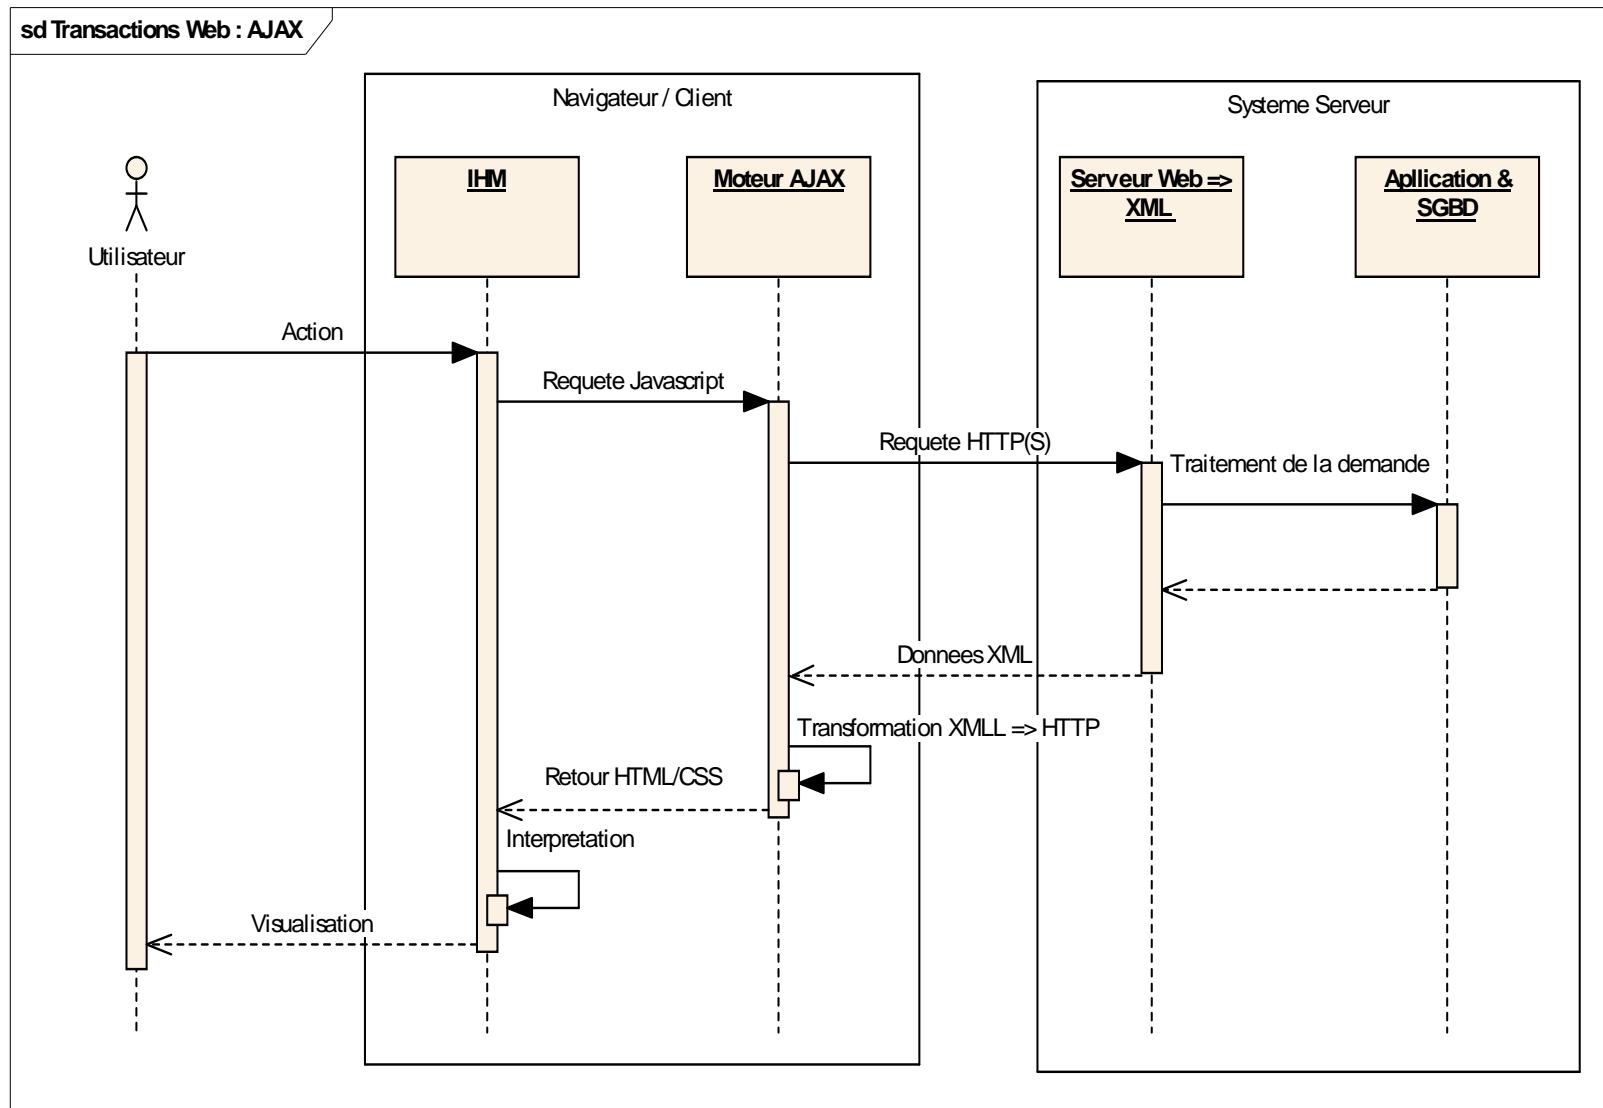 sd Transactions Web : AJAX
Navigateur / Client
Systeme Serveur
IHM
Moteur AJAX
Serveur Web =>
XML
Apllication &
SGBD
Utilisateur
Action
Requete Javascript
Requete HTTP(S)
Traitement de la demande
Donnees XML
Transformation XMLL => HTTP
Retour HTML/CSS
Interpretation
Visualisation